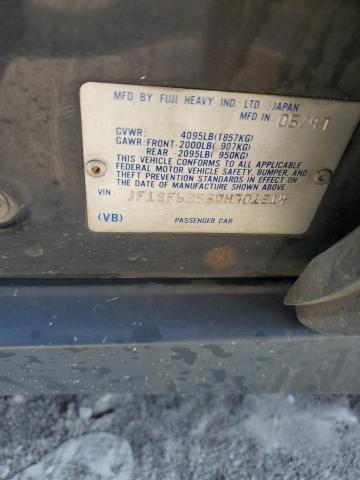 MFD BY FUJI HEAVY IND. LTD. JAPAN
MFD IN 05/97
GVWR: 4095LB(1857KG)
GAWR:FRONT-2000LB( 907KG)
REAR -2095LB( 950KG)
THIS VEHICLE CONFORMS TO ALL APPLICABLE
FEDERAL MOTOR VEHICLE SAFETY, BUMPER, AND
THEFT PREVENTION STANDARDS IN EFFECT
ON THE DATE OF MANUFACTURE SHOWN ABOVE.
VIN
(VB) PASSENGER CAR